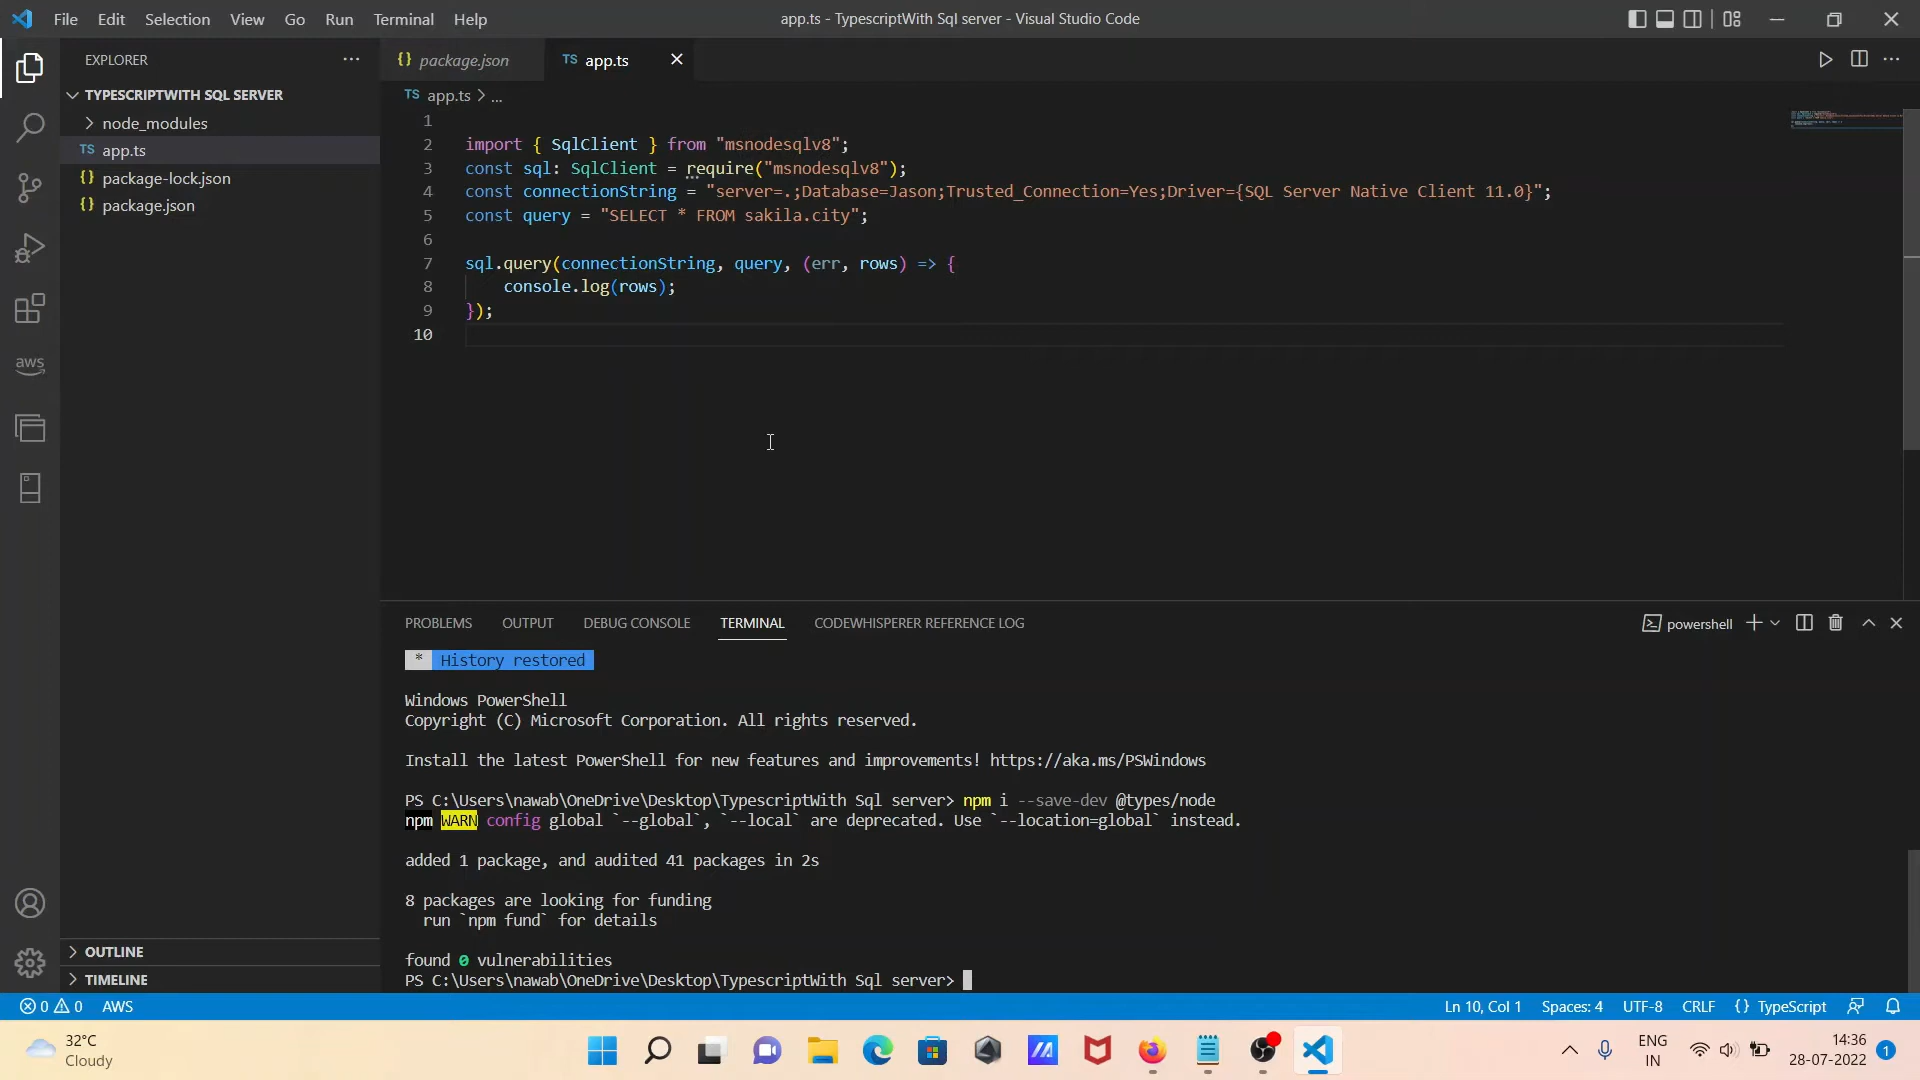 File Edit Selection View Go Run Terminal Help
app.ts - TypescriptWith Sql server - Visual Studio Code
EXPLORER
TYPESCRIPTWITH SQL SERVER
node_modules
TS app.ts
{} package-lock.json
{} package.json
aws
OUTLINE
TIMELINE
{} package.json
TS app.ts
TS app.ts > ...
1
2 import { SqlClient } from "msnodesqlv8";
3 const sql: SqlClient = require("msnodesqlv8");
4 const connectionString = "server=.;Database=Jason;Trusted_Connection=Yes;Driver={SQL Server Native Client 11.0}";
5 const query = "SELECT * FROM sakila.city";
6
7 sql.query(connectionString, query, (err, rows) => {
8     console.log(rows);
9 });
10
PROBLEMS OUTPUT DEBUG CONSOLE TERMINAL CODEWHISPERER REFERENCE LOG
powershell
* History restored
Windows PowerShell
Copyright (C) Microsoft Corporation. All rights reserved.
Install the latest PowerShell for new features and improvements! https://aka.ms/PSWindows
PS C:\Users\nawab\OneDrive\Desktop\TypescriptWith Sql server> npm i --save-dev @types/node
npm WARN config global `--global`, `--local` are deprecated. Use `--location=global` instead.
added 1 package, and audited 41 packages in 2s
8 packages are looking for funding
  run `npm fund` for details
found 0 vulnerabilities
PS C:\Users\nawab\OneDrive\Desktop\TypescriptWith Sql server>
0 0 AWS
Ln 10, Col 1 Spaces: 4 UTF-8 CRLF {} TypeScript
32°C
Cloudy
ENG
IN
14:36
28-07-2022
1